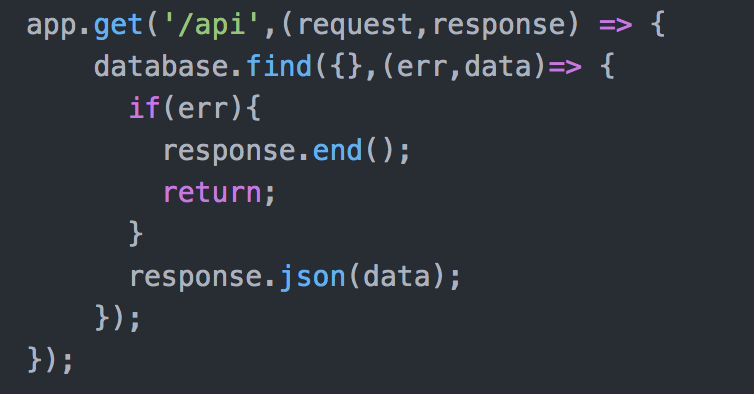 app.get('/api',(request,response) => {
    database.find({},(err,data)=> {
      if(err){
        response.end();
        return;
      }
      response.json(data);
    });
});